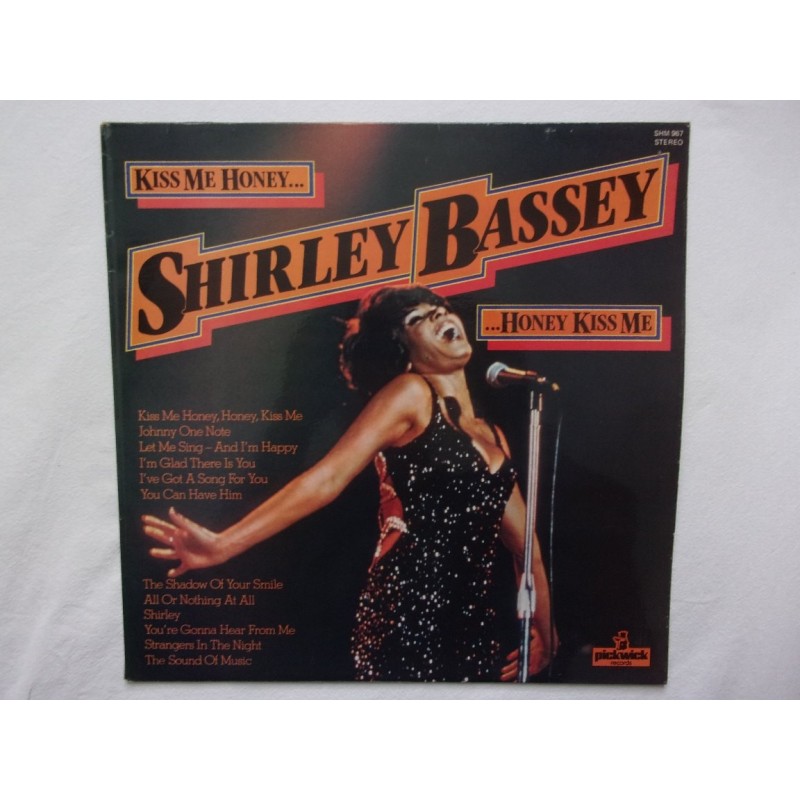 SHM 967
STEREO
KISS ME HONEY...
SHIRLEY BASSEY
...HONEY KISS ME
Kiss Me Honey, Honey, Kiss Me
Johnny One Note
Let Me Sing – And I'm Happy
I'm Glad There Is You
I've Got A Song For You
You Can Have Him
The Shadow Of Your Smile
All Or Nothing At All
Shirley
You're Gonna Hear From Me
Strangers In The Night
The Sound Of Music
pickwick
records